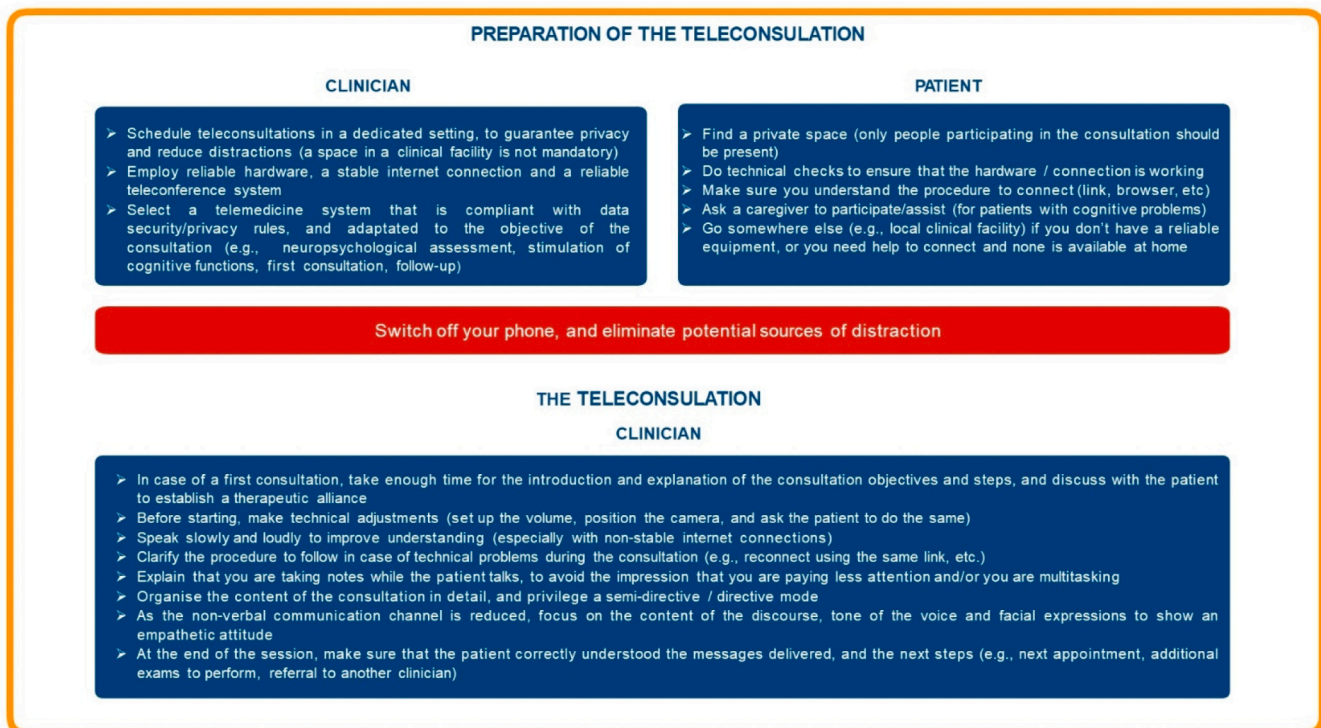 PREPARATION OF THE TELECONSULATION
CLINICIAN
➢ Schedule teleconsultations in a dedicated setting, to guarantee privacy
and reduce distractions (a space in a clinical facility is not mandatory)
➢ Employ reliable hardware, a stable internet connection and a reliable
teleconference system
➢ Select a telemedicine system that is compliant with data
security/privacy rules, and adaptated to the objective of the
consultation (e.g., neuropsychological assessment, stimulation of
cognitive functions, first consultation, follow-up)
PATIENT
➢ Find a private space (only people participating in the consultation should
be present)
➢ Do technical checks to ensure that the hardware / connection is working
➢ Make sure you understand the procedure to connect (link, browser, etc)
➢ Ask a caregiver to participate/assist (for patients with cognitive problems)
➢ Go somewhere else (e.g., local clinical facility) if you don't have a reliable
equipment, or you need help to connect and none is available at home
Switch off your phone, and eliminate potential sources of distraction
THE TELECONSULATION
CLINICIAN
➢ In case of a first consultation, take enough time for the introduction and explanation of the consultation objectives and steps, and discuss with the patient
to establish a therapeutic alliance
➢ Before starting, make technical adjustments (set up the volume, position the camera, and ask the patient to do the same)
➢ Speak slowly and loudly to improve understanding (especially with non-stable internet connections)
➢ Clarify the procedure to follow in case of technical problems during the consultation (e.g., reconnect using the same link, etc.)
➢ Explain that you are taking notes while the patient talks, to avoid the impression that you are paying less attention and/or you are multitasking
➢ Organise the content of the consultation in detail, and privilege a semi-directive / directive mode
➢ As the non-verbal communication channel is reduced, focus on the content of the discourse, tone of the voice and facial expressions to show an
empathetic attitude
➢ At the end of the session, make sure that the patient correctly understood the messages delivered, and the next steps (e.g., next appointment, additional
exams to perform, referral to another clinician)